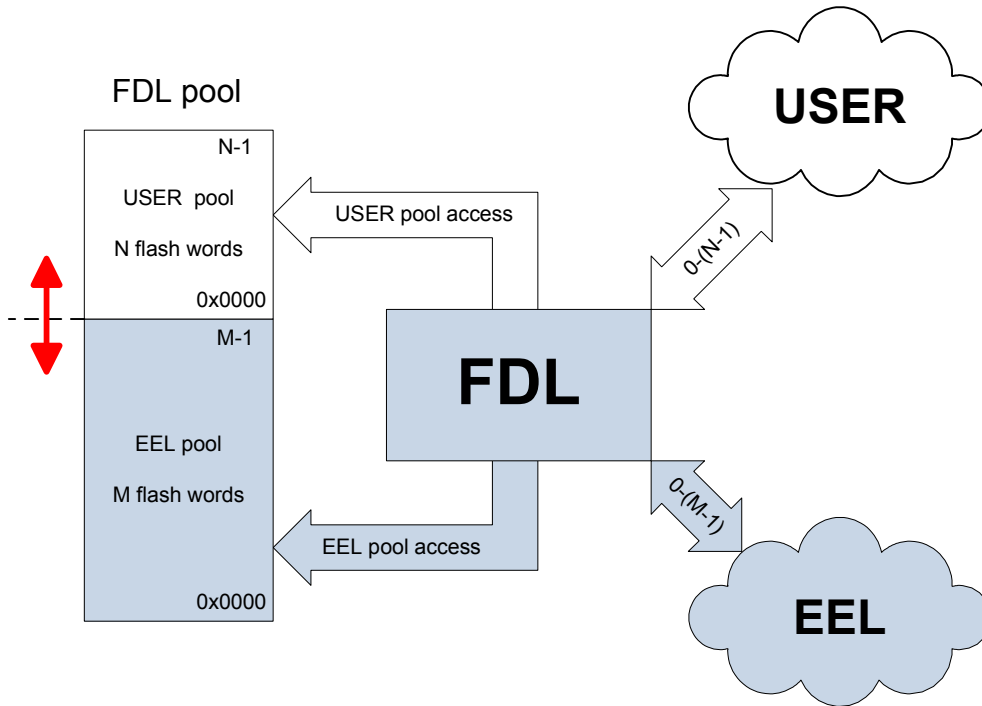 FDL pool
N-1
USER pool
N flash words
0x0000
M-1
EEL pool
M flash words
0x0000
USER pool access
EEL pool access
FDL
USER
0-(N-1)
0-(M-1)
EEL